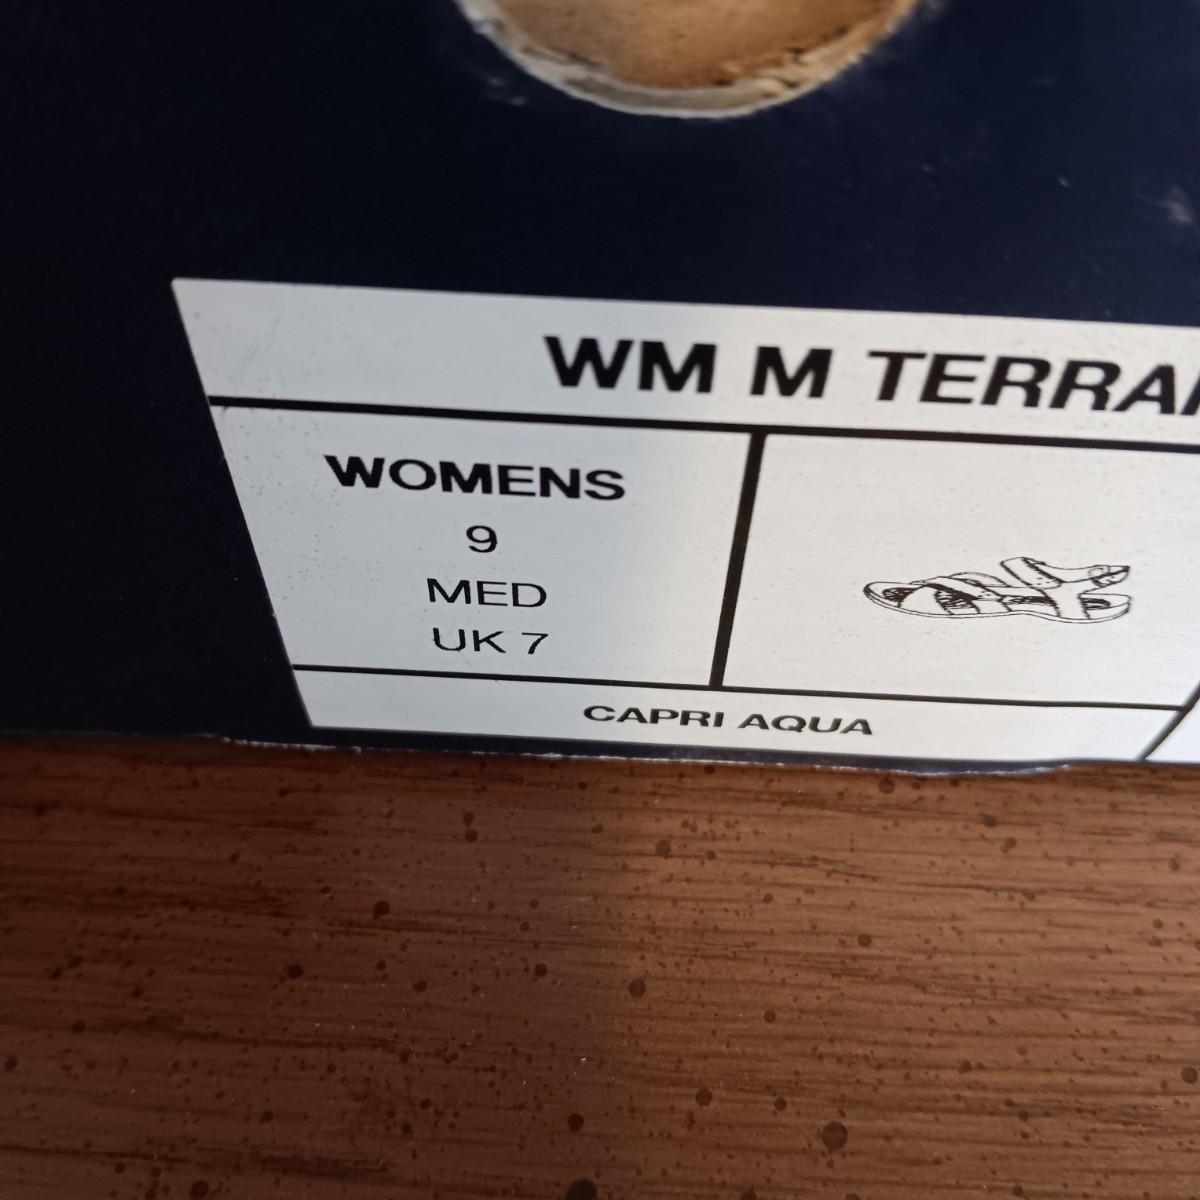 WM M TERRA
WOMENS
9
MED
UK 7
CAPRI AQUA